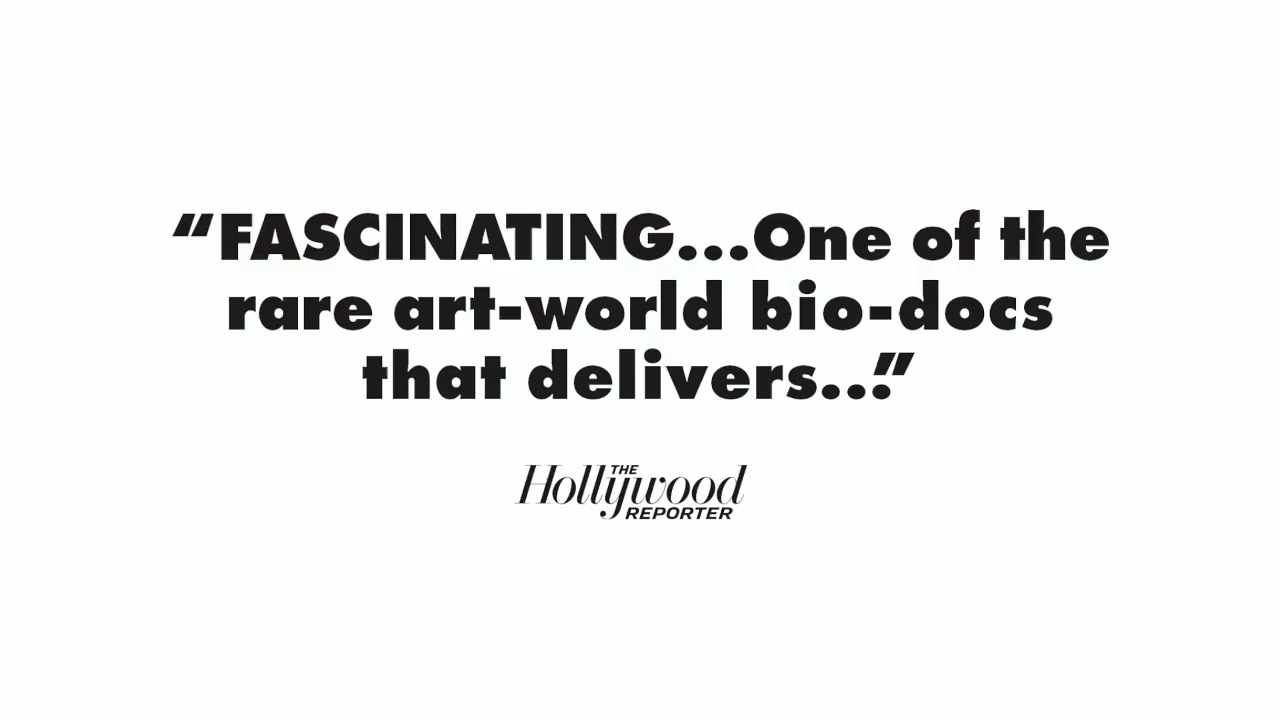 “FASCINATING...One of the
rare art-world bio-docs
that delivers...”
THE
Hollywood
REPORTER